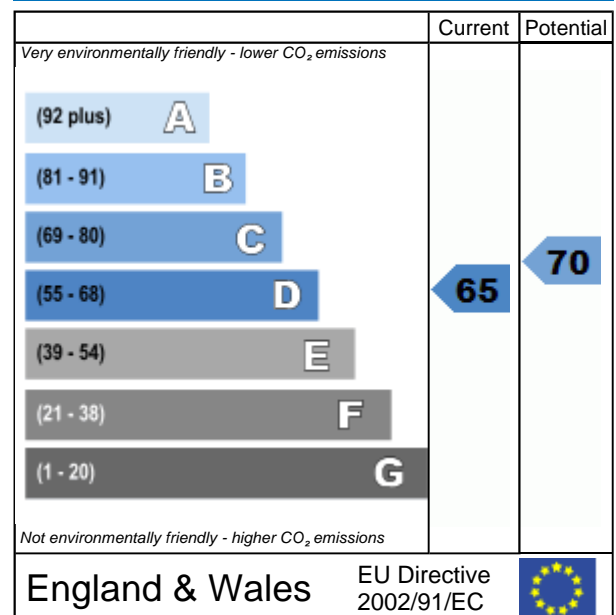 Current Potential
Very environmentally friendly - lower CO₂ emissions
(92 plus) A
(81 - 91) B
(69 - 80) C
(55 - 68) D
(39 - 54) E
(21 - 38) F
(1 - 20) G
65
70
Not environmentally friendly - higher CO₂ emissions
England & Wales
EU Directive
2002/91/EC